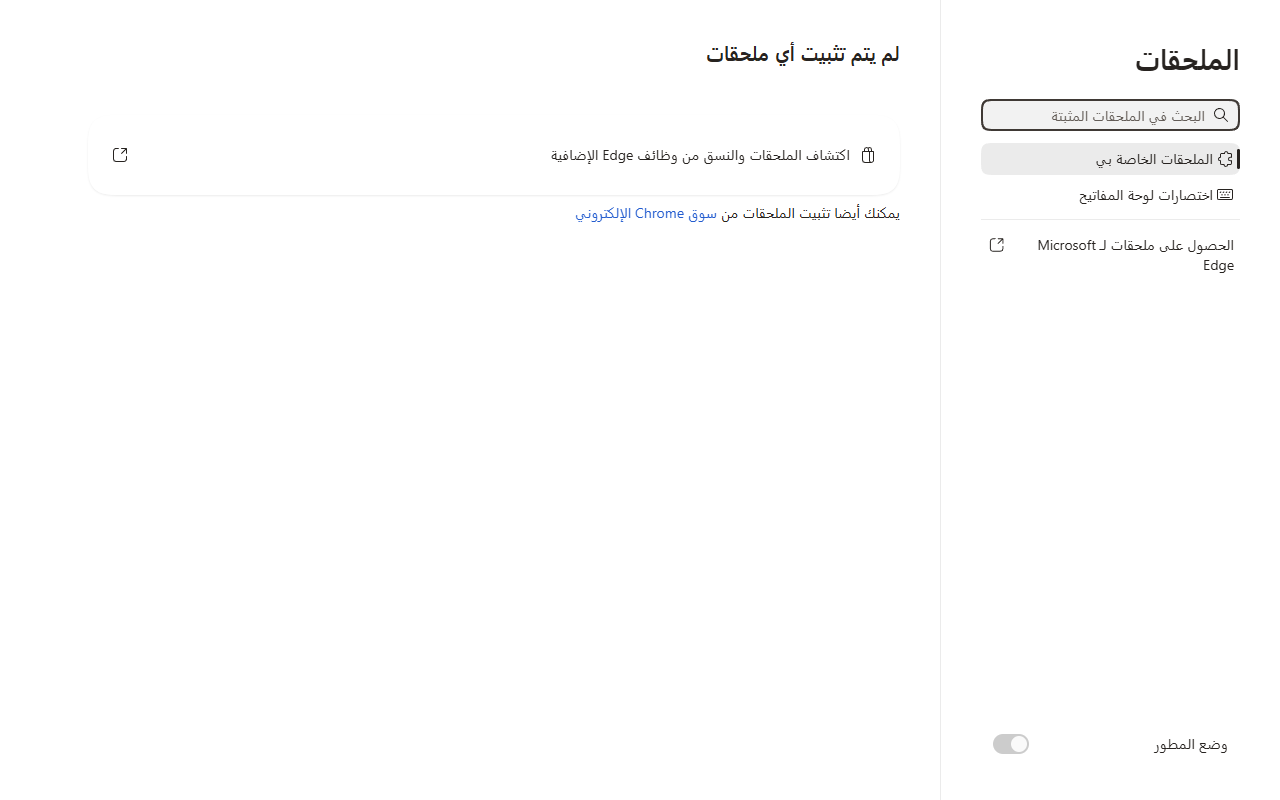 الملحقات
البحث في الملحقات المثبتة
الملحقات الخاصة بي
اختصارات لوحة المفاتيح
الحصول على ملحقات لـ Microsoft
Edge
وضع المطور
لم يتم تثبيت أي ملحقات
اكتشاف الملحقات والنسق من وظائف Edge الإضافية
يمكنك أيضا تثبيت الملحقات من سوق Chrome الإلكتروني